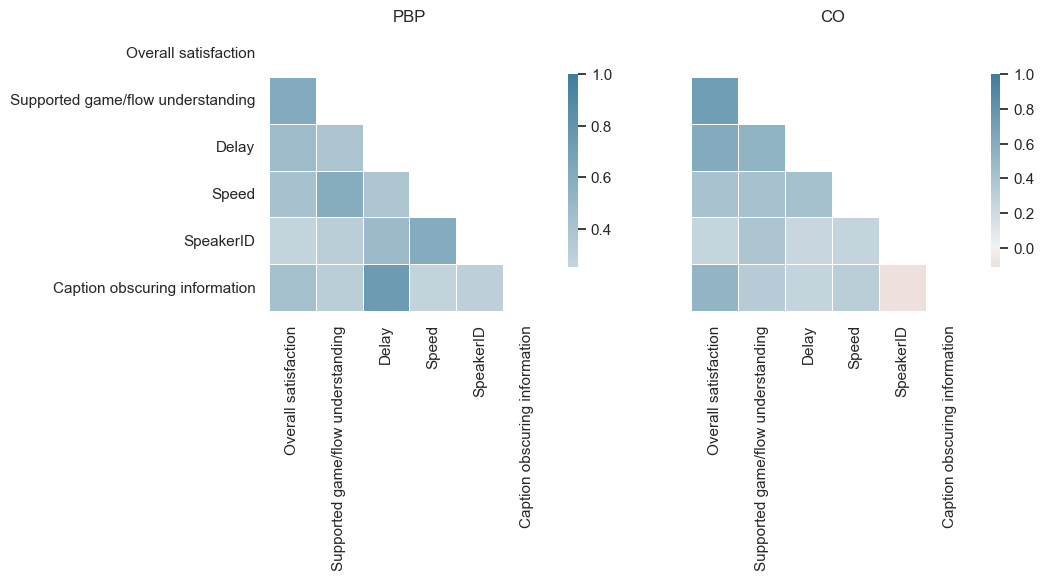 PBP
CO
Overall satisfaction
Supported game/flow understanding
Delay
Speed
SpeakerID
Caption obscuring information
1.0
0.8
0.6
0.4
1.0
0.8
0.6
0.4
0.2
0.0
Overall satisfaction
Supported game/flow understanding
Delay
Speed
SpeakerID
Caption obscuring information
Overall satisfaction
Supported game/flow understanding
Delay
Speed
SpeakerID
Caption obscuring information